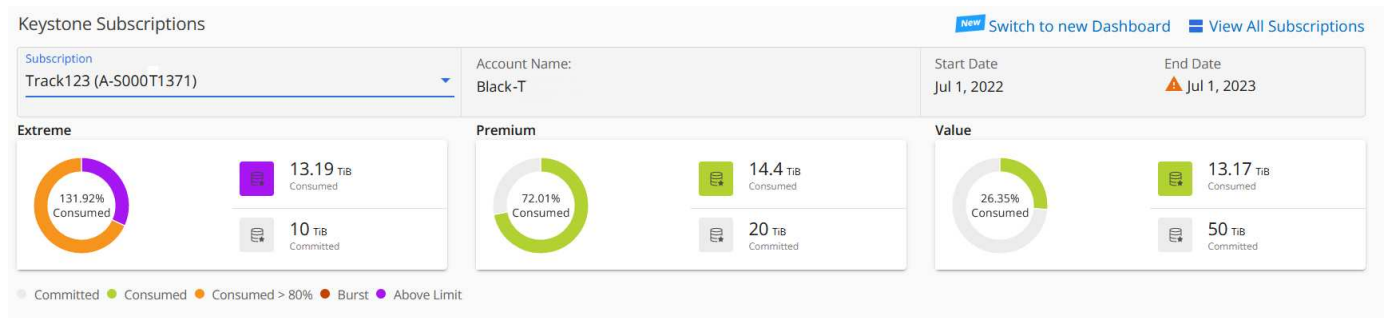 Keystone Subscriptions
New Switch to new Dashboard View All Subscriptions
Subscription
Track123 (A-S000T1371)
Account Name:
Black-T
Start Date
Jul 1, 2022
End Date
Jul 1, 2023
Extreme
131.92%
Consumed
13.19 TiB
Consumed
10 TiB
Committed
Premium
72.01%
Consumed
14.4 TiB
Consumed
20 TiB
Committed
Value
26.35%
Consumed
13.17 TiB
Consumed
50 TiB
Committed
Committed Consumed Consumed > 80% Burst Above Limit